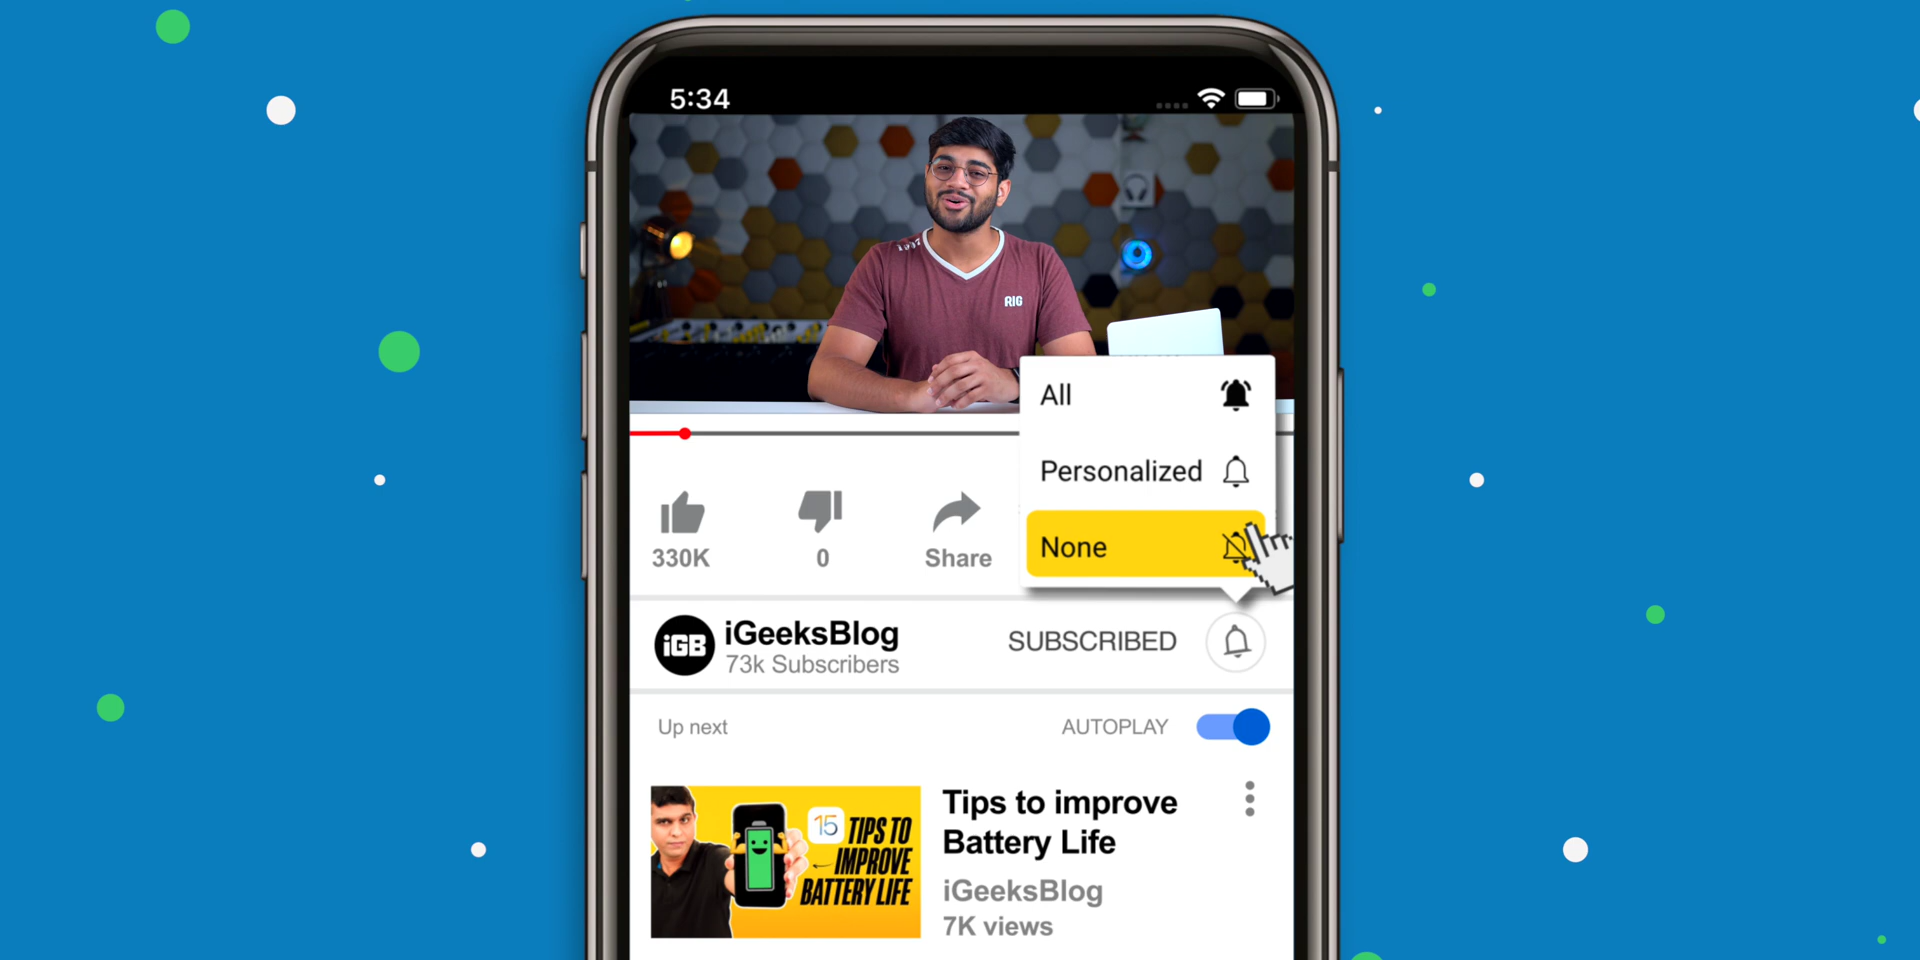 5:34
1997
RIG
All
Personalized
None
330K
0
Share
iGB
iGeeksBlog
73k Subscribers
SUBSCRIBED
Up next
AUTOPLAY
15 TIPS TO
IMPROVE
BATTERY LIFE
Tips to improve
Battery Life
iGeeksBlog
7K views